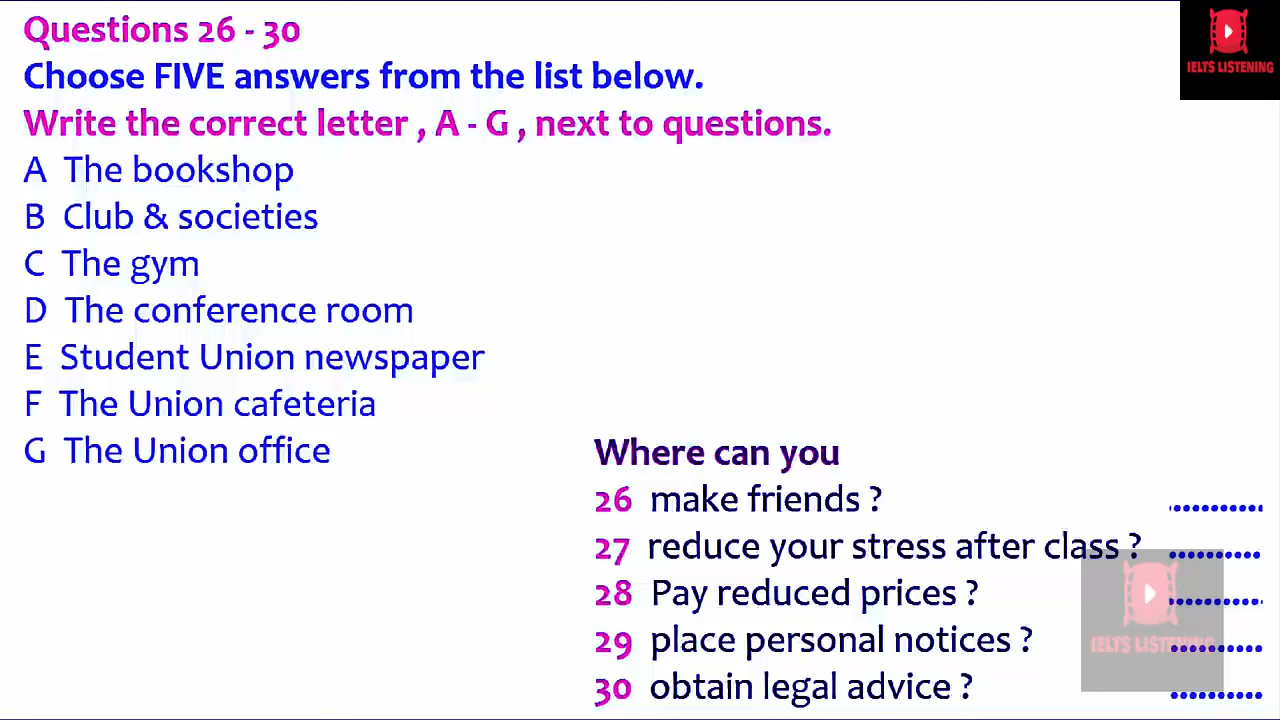 Questions 26 - 30
IELTS LISTENING
Choose FIVE answers from the list below.
Write the correct letter , A - G , next to questions.
A The bookshop
B Club & societies
C The gym
D The conference room
E Student Union newspaper
F The Union cafeteria
G The Union office
Where can you
26 make friends ? ..............
27 reduce your stress after class ? ..............
28 Pay reduced prices ? ..............
29 place personal notices ? ..............
IELTS LISTENING
30 obtain legal advice ? ..............